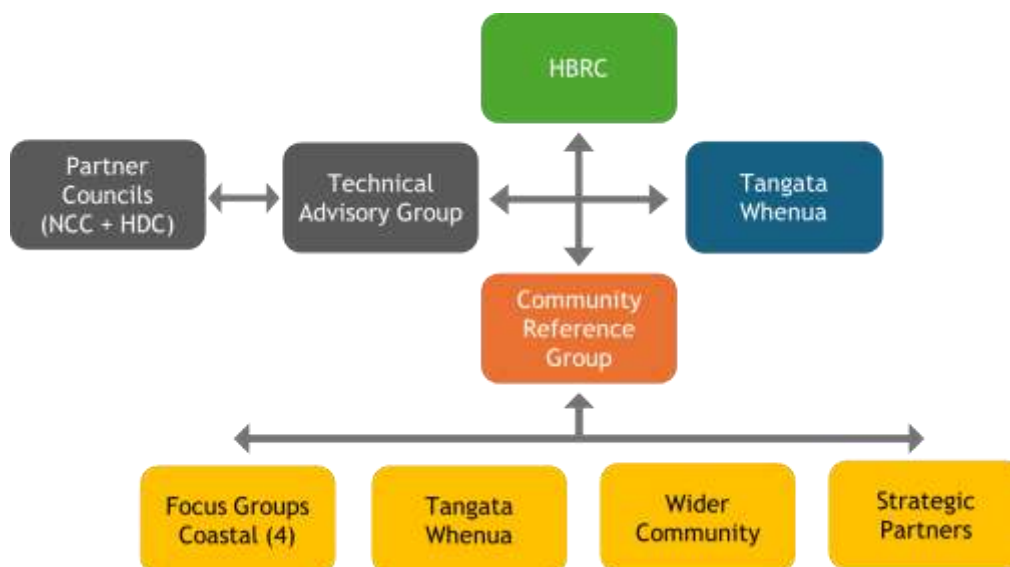 HBRC
Partner
Councils
(NCC + HDC)
Technical
Advisory Group
Tangata
Whenua
Community
Reference
Group
Focus Groups
Coastal (4)
Tangata
Whenua
Wider
Community
Strategic
Partners